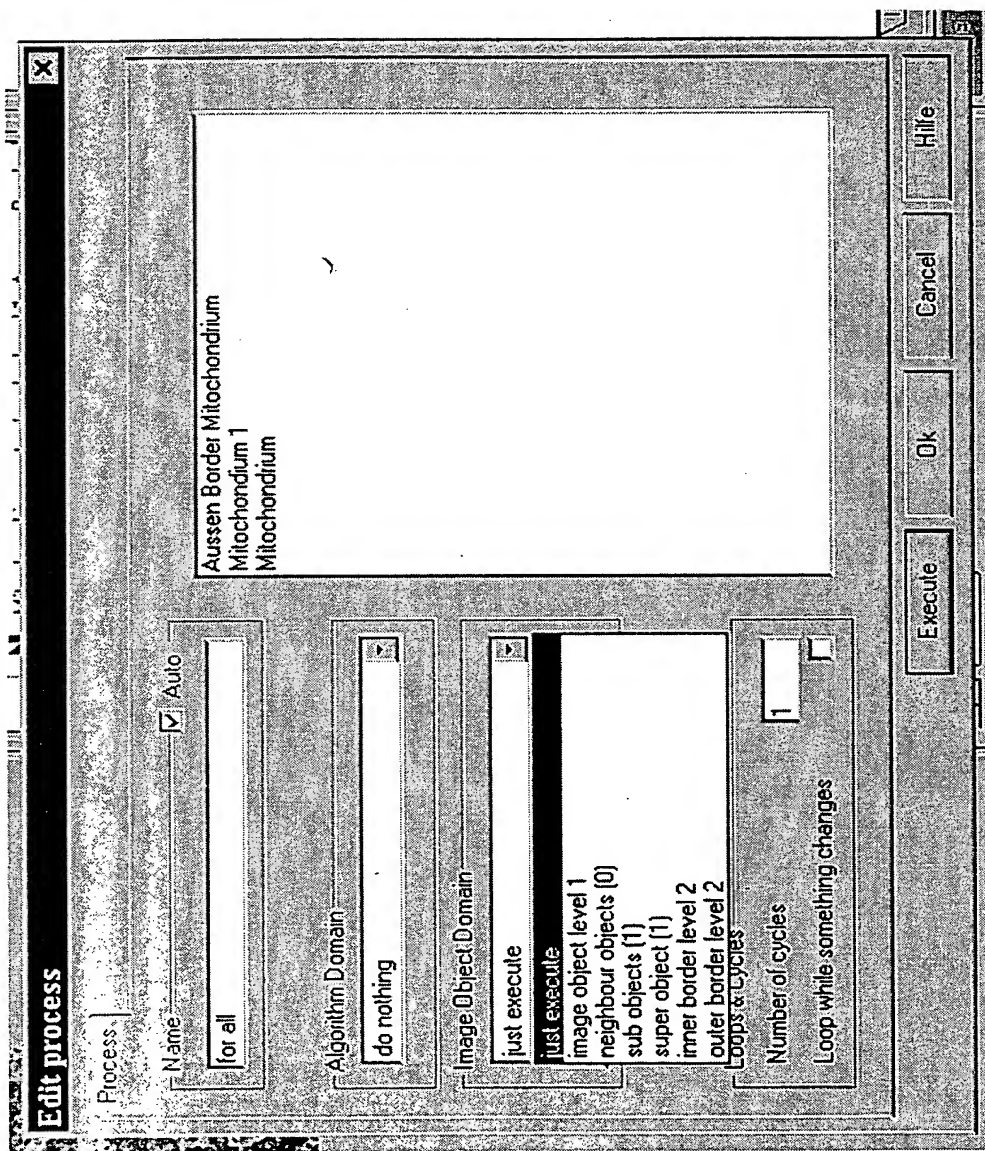 Edit process
Process
Name
Auto
for all
Algorithm Domain
do nothing
Image Object Domain
just execute
just execute
image object level 1
neighbour objects (0)
sub objects (1)
super object (1)
inner border level 2
outer border level 2
Loops & Cycles
Number of cycles
1
Loop while something changes
Aussen Border Mitochondrium
Mitochondium 1
Mitochondrium
Execute
Ok
Cancel
Hilfe